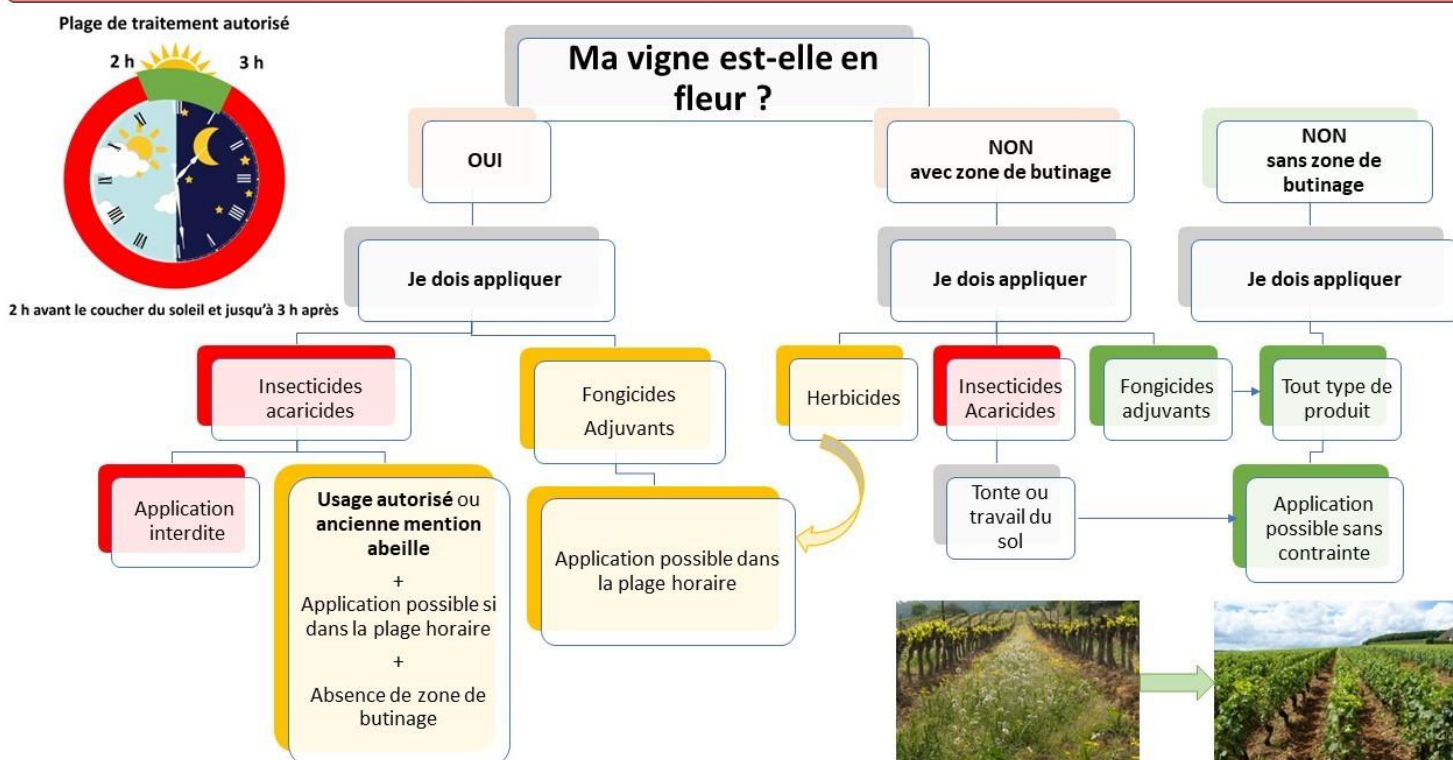 Plage de traitement autorisé
2 h
3 h
2 h avant le coucher du soleil et jusqu'à 3 h après
Ma vigne est-elle en
fleur ?
OUI
NON
avec zone de butinage
NON
sans zone de
butinage
Je dois appliquer
Je dois appliquer
Je dois appliquer
Insecticides
acaricides
Fongicides
Adjuvants
Herbicides
Insecticides
Acaricides
Fongicides
adjuvants
Tout type de
produit
Application
interdite
Usage autorisé ou
ancienne mention
abeille
+
Application possible si
dans la plage horaire
+
Absence de zone de
butinage
Application possible dans
la plage horaire
Tonte ou
travail du
sol
Application
possible sans
contrainte